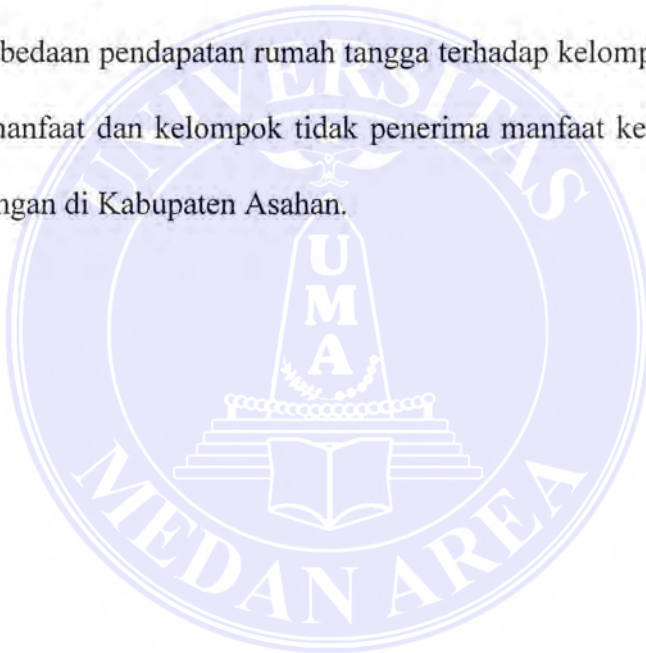 bedaan pendapatan rumah tangga terhadap kelomp
manfaat dan kelompok tidak penerima manfaat ke
ngan di Kabupaten Asahan.
UNIVERSITAS
UMA
MEDAN AREA